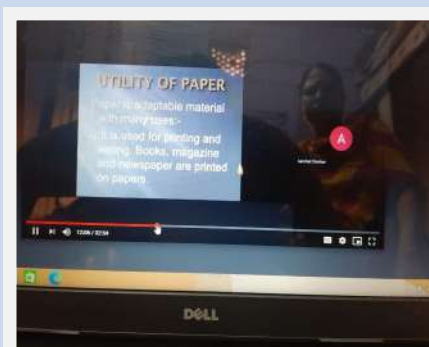 UTILITY OF PAPER
Paper is adaptable material
with many uses:-
It is used for printing and
writing. Books, magazine
and newspaper are printed
on papers.
A
DELL